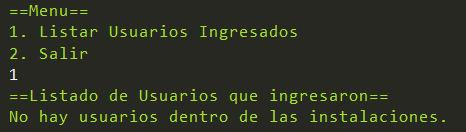 ==Menu==
1. Listar Usuarios Ingresados
2. Salir
1
==Listado de Usuarios que ingresaron==
No hay usuarios dentro de las instalaciones.